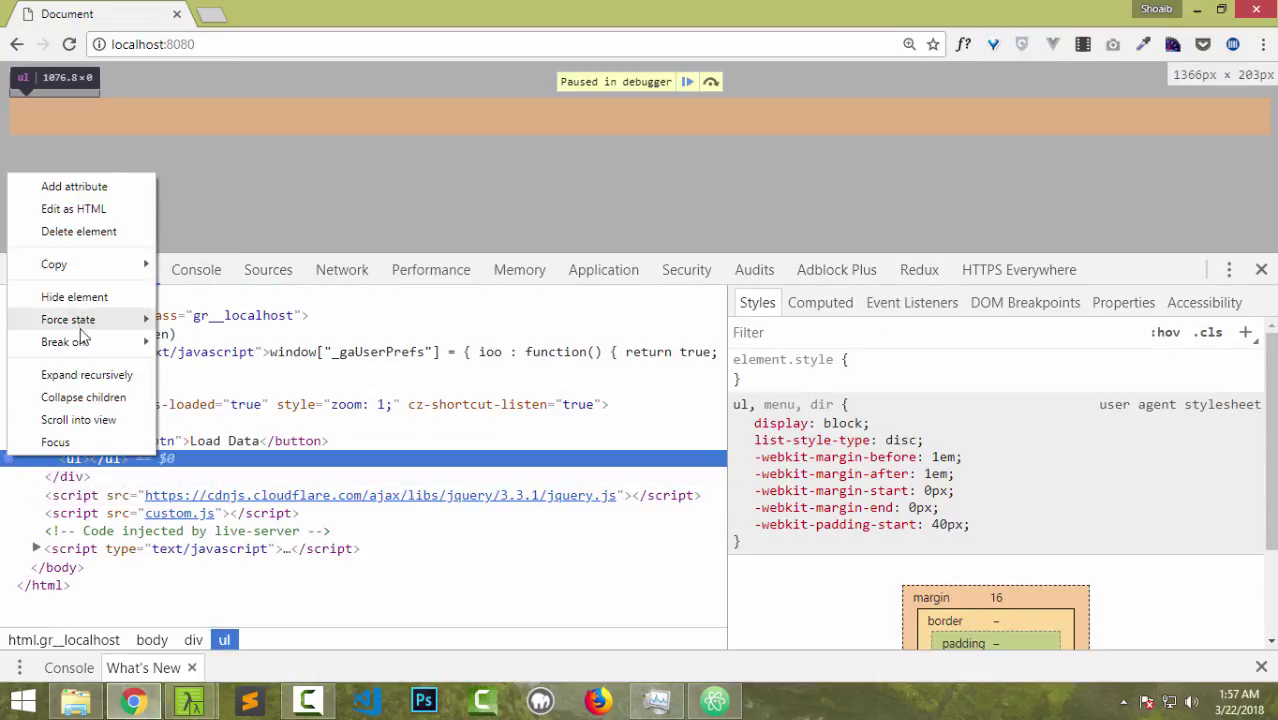 Document
Shoaib
localhost:8080
f?
ul 1076.8×0
Paused in debugger
1366px × 203px
Add attribute
Edit as HTML
Delete element
Copy
Hide element
Force state
Break on
Expand recursively
Collapse children
Scroll into view
Focus
Console Sources Network Performance Memory Application Security Audits Adblock Plus Redux HTTPS Everywhere
ss="gr__localhost">
en)
xt/javascript">window["_gaUserPrefs"] = { ioo : function() { return true;
s-loaded="true" style="zoom: 1;" cz-shortcut-listen="true">
tn">Load Data</button>
<ul></ul> == $0
</div>
<script src="https://cdnjs.cloudflare.com/ajax/libs/jquery/3.3.1/jquery.js"></script>
<script src="custom.js"></script>
<!-- Code injected by live-server -->
<script type="text/javascript">…</script>
</body>
</html>
html.gr__localhost body div ul
Styles Computed Event Listeners DOM Breakpoints Properties Accessibility
Filter :hov .cls +
element.style {
}
ul, menu, dir { user agent stylesheet
display: block;
list-style-type: disc;
-webkit-margin-before: 1em;
-webkit-margin-after: 1em;
-webkit-margin-start: 0px;
-webkit-margin-end: 0px;
-webkit-padding-start: 40px;
}
margin 16
border –
padding –
Console What's New
Ps
1:57 AM
3/22/2018